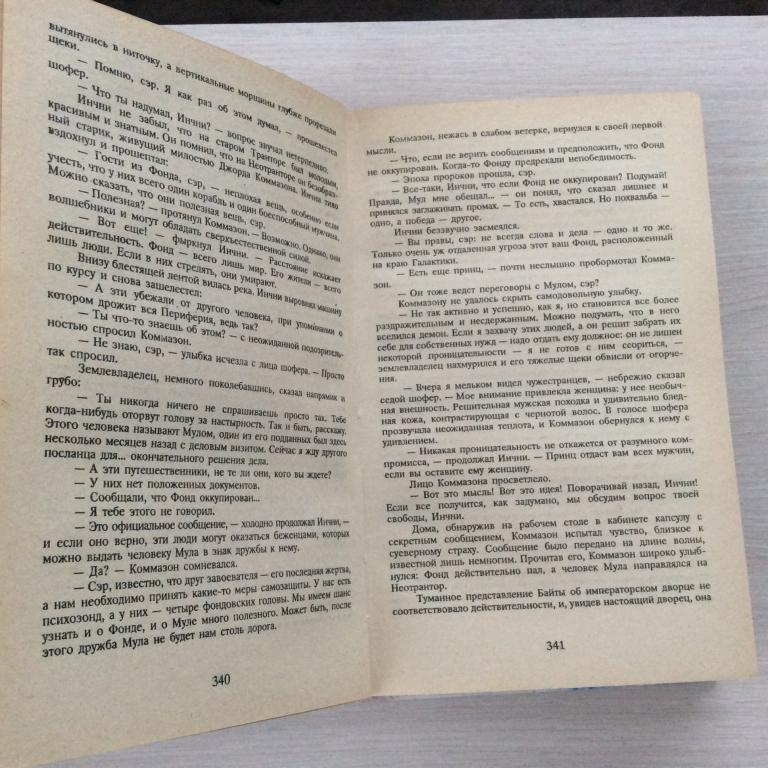 вытянулись в ниточку, а вертикальные морщины глубже прорезали
щеки.
— Помню, сэр. Я как раз об этом думал, — прошелестел
шофер.
— Что ты надумал, Инчни? — вопрос звучал нетерпеливо.
Инчни не забыл, что на старом Транторе был молодым,
красивым и знатным. Он помнил, что на Неотранторе он безобраз-
ный старик, живущий милостью Джорда Коммазона. Инчни тихо
вздохнул и прошептал:
— Гости из Фонда, сэр, — неплохая вещь, особенно если
учесть, что у них всего один корабль и один боеспособный мужчина.
Можно сказать, что они полезная вещь, сэр.
— Полезная? — протянул Коммазон. — Возможно. Однако, они
волшебники и могут обладать сверхъестественной силой.
— Вот еще! — фыркнул Инчни. — Расстояние искажает
действительность. Фонд — всего лишь мир. Его жители — всего
лишь люди. Если в них стрелять, они умирают.
Внизу блестящей лентой вилась река. Инчни выровнял машину
по курсу и снова зашелестел:
— А эти убежали от другого человека, при упоминании о
котором дрожит вся Периферия, ведь так?
— Ты что-то знаешь об этом? — с неожиданной подозритель-
ностью спросил Коммазон.
— Не знаю, сэр, — улыбка исчезла с лица шофера. — Просто
так спросил.
Землевладелец, немного поколебавшись, сказал напрямик и
грубо:
— Ты никогда ничего не спрашиваешь просто так. Тебе
когда-нибудь оторвут голову за настырность. Так и быть, расскажу.
Этого человека называют Мулом, один из его подданных был здесь
несколько месяцев назад с деловым визитом. Сейчас я жду другого
посланца для... окончательного решения дела.
— А эти путешественники, не те ли они, кого вы ждете?
— У них нет положенных документов.
— Сообщали, что Фонд оккупирован...
— Я тебе этого не говорил.
— Это официальное сообщение, — холодно продолжал Инчни, —
и если оно верно, эти люди могут оказаться беженцами, которых
можно выдать человеку Мула в знак дружбы к нему.
— Да? — Коммазон сомневался.
— Сэр, известно, что друг завоевателя — его последняя жертва,
а нам необходимо принять какие-то меры самозащиты. У нас есть
психозонд, а у них — четыре фондовских головы. Мы имеем шанс
узнать и о Фонде, и о Муле много полезного. Может быть, после
этого дружба Мула не будет нам столь дорога.
340
Коммазон, нежась в слабом ветерке, вернулся к своей первой
мысли.
— Что, если не верить сообщениям и предположить, что Фонд
не оккупирован. Когда-то Фонду предрекали непобедимость.
— Эпоха пророков прошла, сэр.
— Все-таки, Инчни, что если Фонд не оккупирован? Подумай!
Правда, Мул мне обещал... — он понял, что сказал лишнее и
принялся заглаживать промах. — То есть, хвастался. Но похвальба —
одно, а победа — другое.
Инчни беззвучно засмеялся.
— Вы правы, сэр: не всегда слова и дела — одно и то же.
Только очень уж отдаленная угроза этот ваш Фонд, расположенный
на краю Галактики.
— Есть еще принц, — почти неслышно пробормотал Комма-
зон.
— Он тоже ведет переговоры с Мулом, сэр?
Коммазону не удалось скрыть самодовольную улыбку.
— Не так активно и успешно, как я, но становится все более
раздражительным и несдержанным. Можно подумать, что в него
вселился демон. Если я захвачу этих людей, а он решит забрать их
себе для собственных нужд — надо отдать ему должное: он не лишен
некоторой проницательности — я не готов с ним ссориться, —
землевладелец нахмурился и его тяжелые щеки обвисли от огорче-
ния.
— Вчера я мельком видел чужестранцев, — небрежно сказал
седой шофер. — Мое внимание привлекла женщина: у нее необыч-
ная внешность. Решительная мужская походка и удивительно блед-
ная кожа, контрастирующая с чернотой волос. В голосе шофера
прозвучала неожиданная теплота, и Коммазон обернулся к нему с
удивлением.
— Никакая проницательность не откажется от разумного ком-
промисса, — продолжал Инчни. — Принц отдаст вам всех мужчин,
если вы оставите ему женщину.
Лицо Коммазона просветлело.
— Вот это мысль! Вот это идея! Поворачивай назад, Инчни!
Если все получится, как задумано, мы обсудим вопрос твоей
свободы, Инчни.
Дома, обнаружив на рабочем столе в кабинете капсулу с
секретным сообщением, Коммазон испытал чувство, близкое к
суеверному страху. Сообщение было передано на длине волны,
известной лишь немногим. Прочитав его, Коммазон широко улыб-
нулся: Фонд действительно пал, а человек Мула направлялся на
Неотрантор.
Туманное представление Байты об императорском дворце не
соответствовало действительности, и, увидев настоящий дворец, она
341